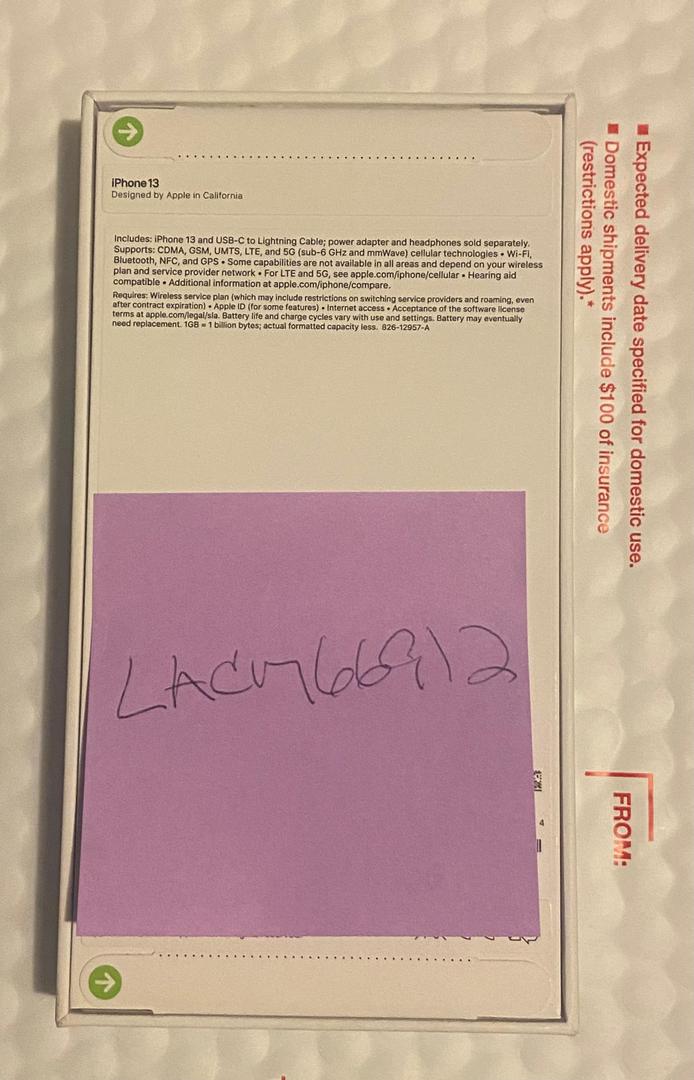 iPhone 13
Designed by Apple in California
Includes: iPhone 13 and USB-C to Lightning Cable; power adapter and headphones sold separately.
Supports: CDMA, GSM, UMTS, LTE, and 5G (sub-6 GHz and mmWave) cellular technologies • Wi-Fi,
Bluetooth, NFC, and GPS • Some capabilities are not available in all areas and depend on your wireless
plan and service provider network • For LTE and 5G, see apple.com/iphone/cellular • Hearing aid
compatible • Additional information at apple.com/iphone/compare.
Requires: Wireless service plan (which may include restrictions on switching service providers and roaming, even
after contract expiration) • Apple ID (for some features) • Internet access • Acceptance of the software license
terms at apple.com/legal/sla. Battery life and charge cycles vary with use and settings. Battery may eventually
need replacement. 1GB = 1 billion bytes; actual formatted capacity less. 826-12957-A
4
■ Expected delivery date specified for domestic use.
■ Domestic shipments include $100 of insurance
(restrictions apply).*
FROM: